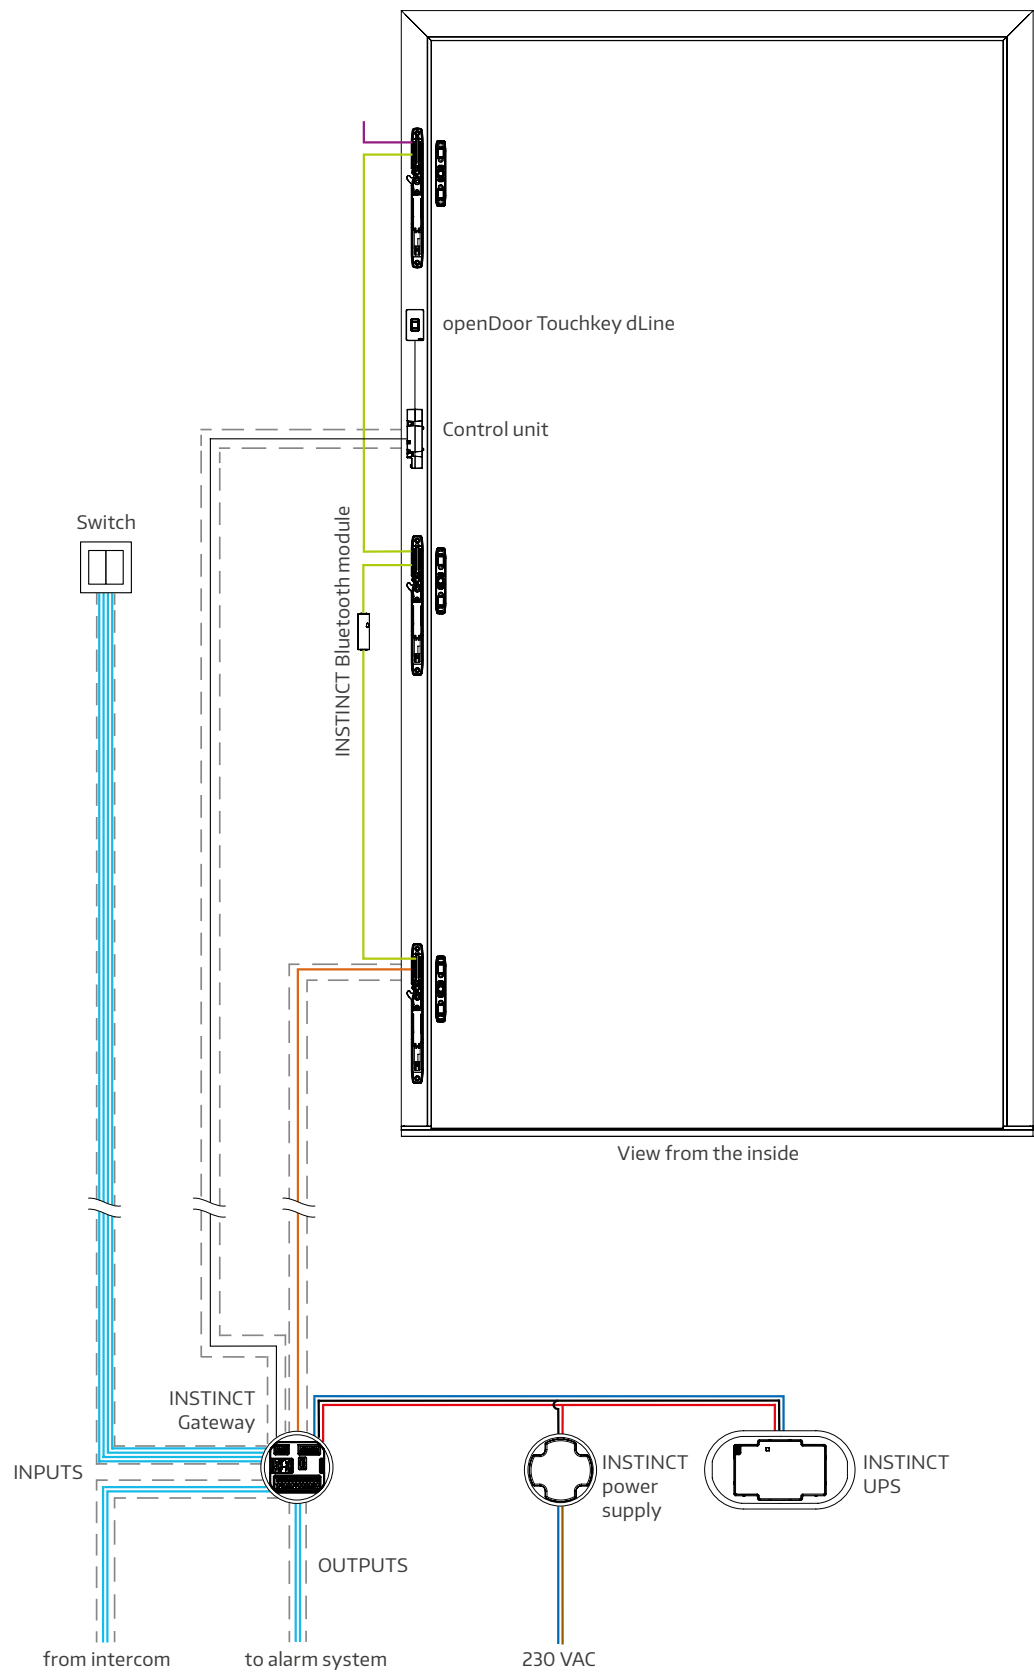 openDoor Touchkey dLine
Control unit
Switch
INSTINCT Bluetooth module
View from the inside
INSTINCT
Gateway
INPUTS
INSTINCT
power
supply
INSTINCT
UPS
OUTPUTS
from intercom
to alarm system
230 VAC